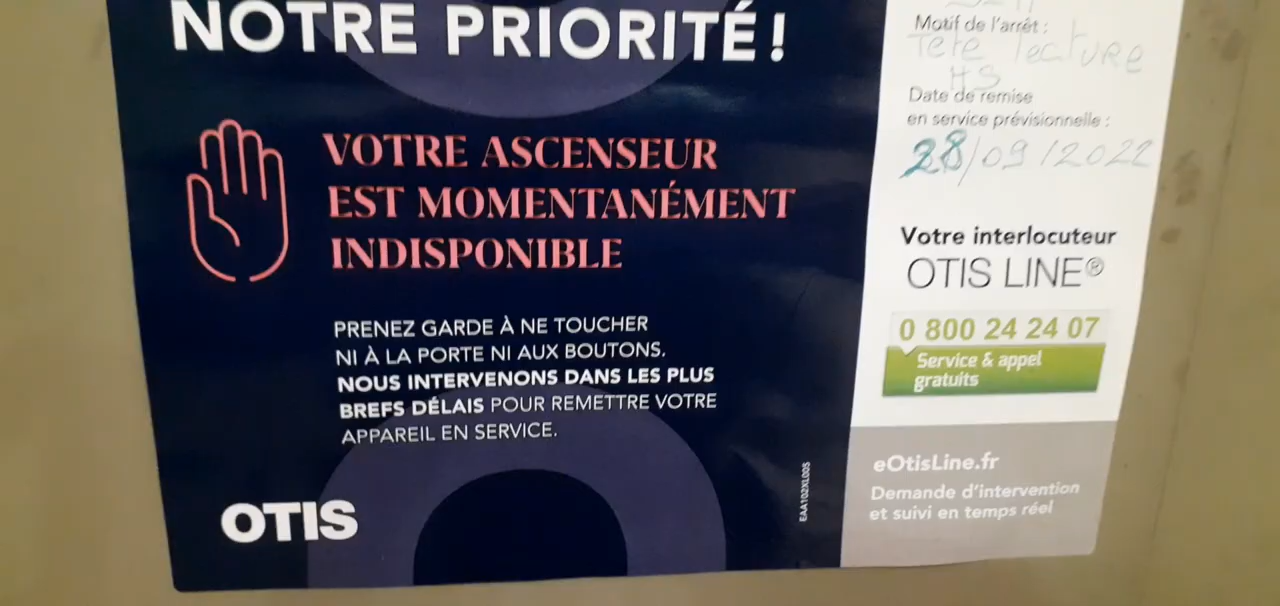 NOTRE PRIORITÉ!
VOTRE ASCENSEUR
EST MOMENTANÉMENT
INDISPONIBLE
PRENEZ GARDE À NE TOUCHER
NI À LA PORTE NI AUX BOUTONS.
NOUS INTERVENONS DANS LES PLUS
BREFS DÉLAIS POUR REMETTRE VOTRE
APPAREIL EN SERVICE.
OTIS
EAA102XL005
Motif de l'arrêt :
Tete lecture
HS
Date de remise
en service prévisionnelle :
28/09/2022
Votre interlocuteur
OTIS LINE®
0 800 24 24 07
Service & appel
gratuits
eOtisLine.fr
Demande d'intervention
et suivi en temps réel